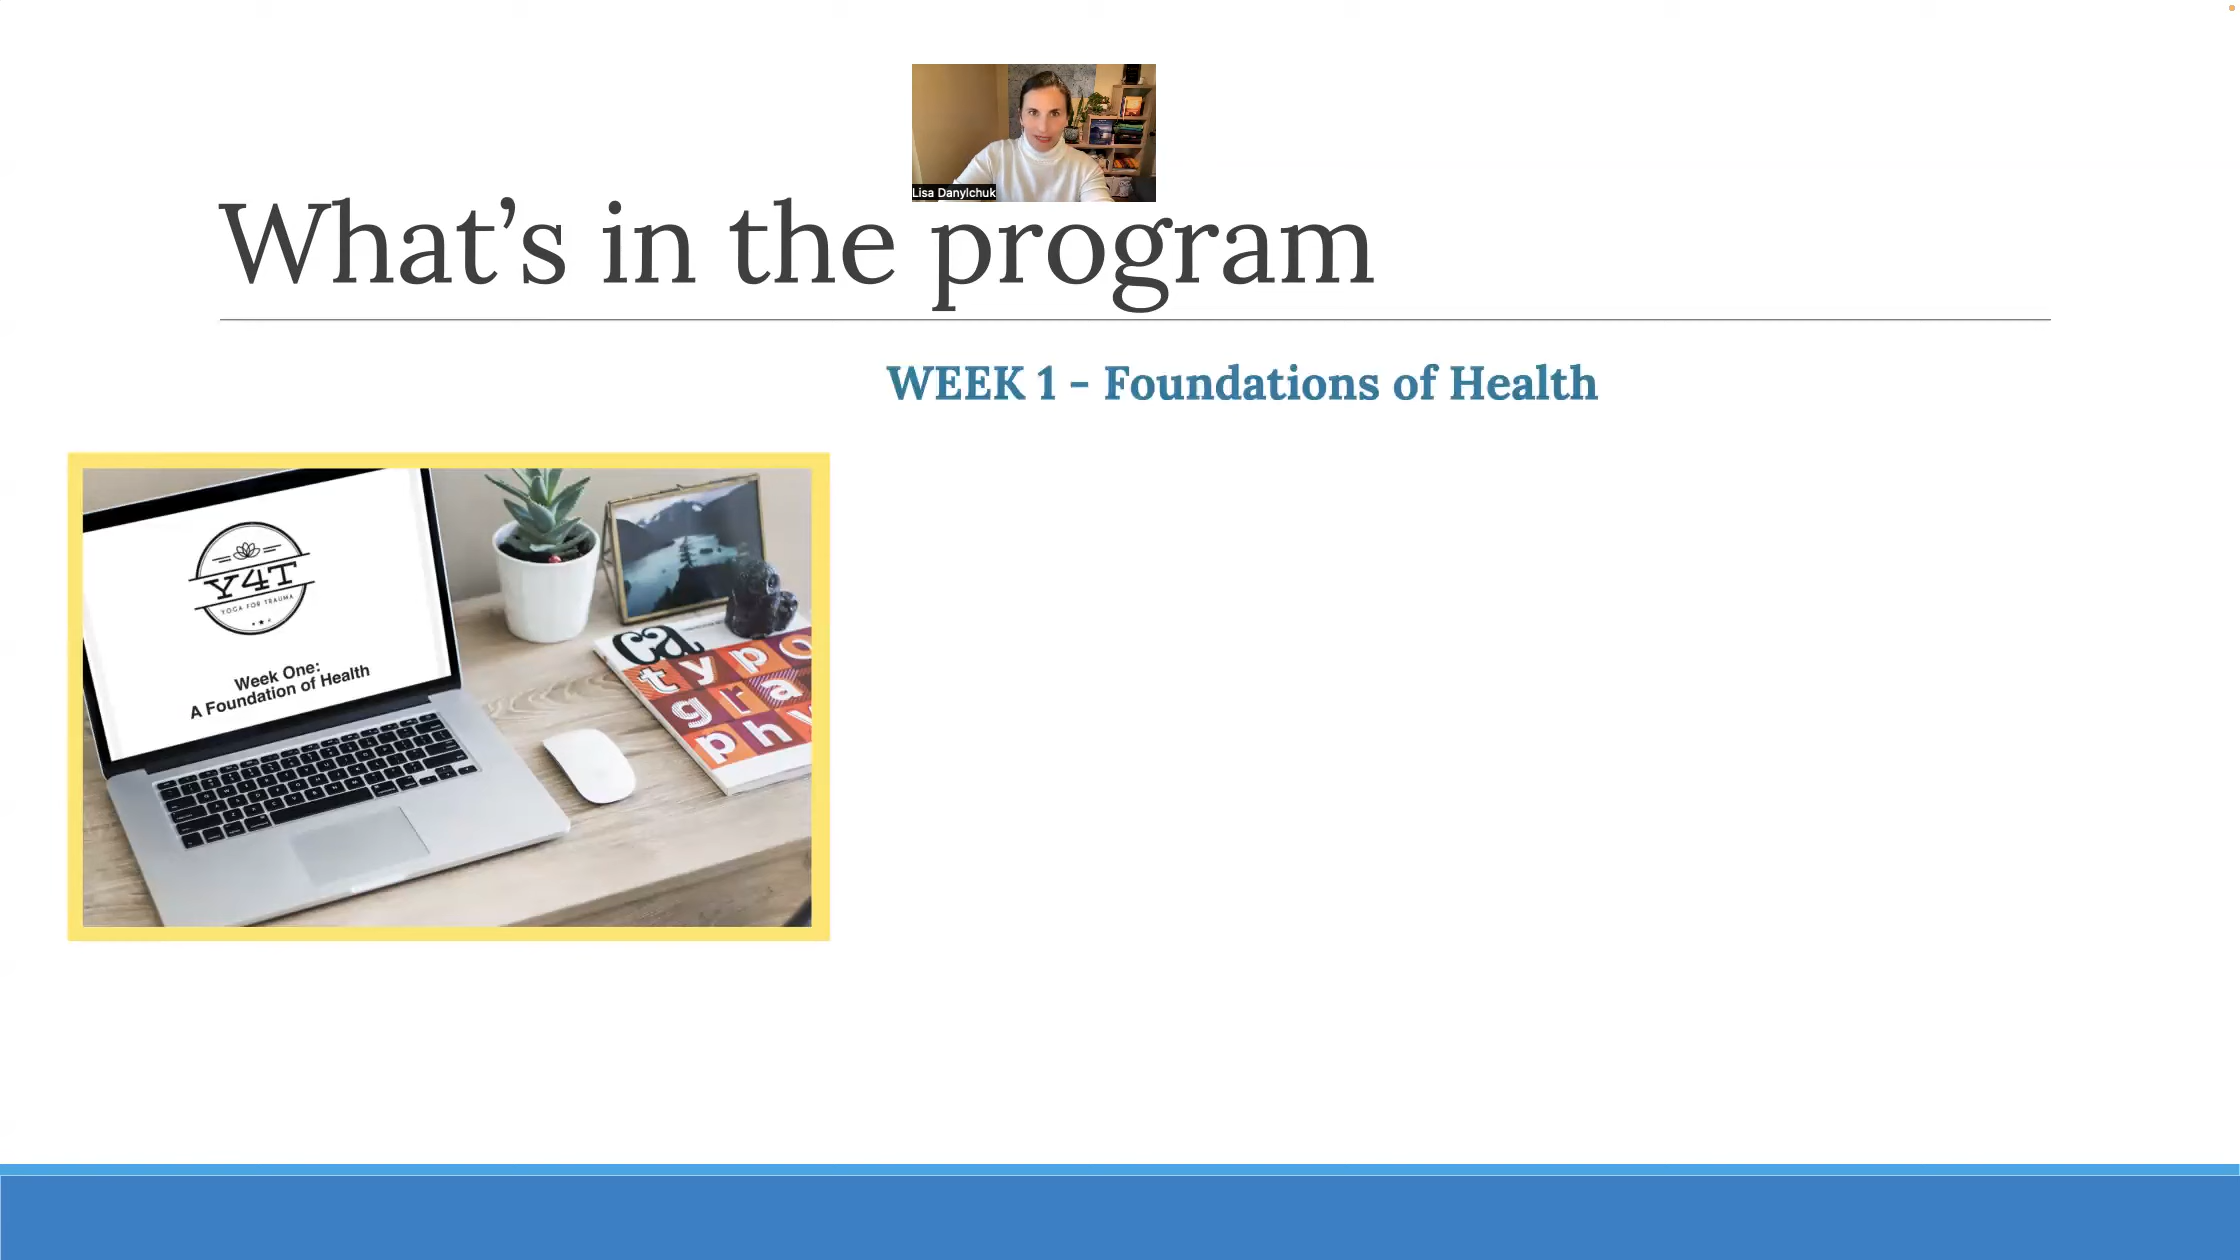 Lisa Danylchuk
What's in the program
WEEK 1 - Foundations of Health
Y4T
YOGA FOR TRAUMA
Week One:
A Foundation of Health
ca
typo
gra
phy